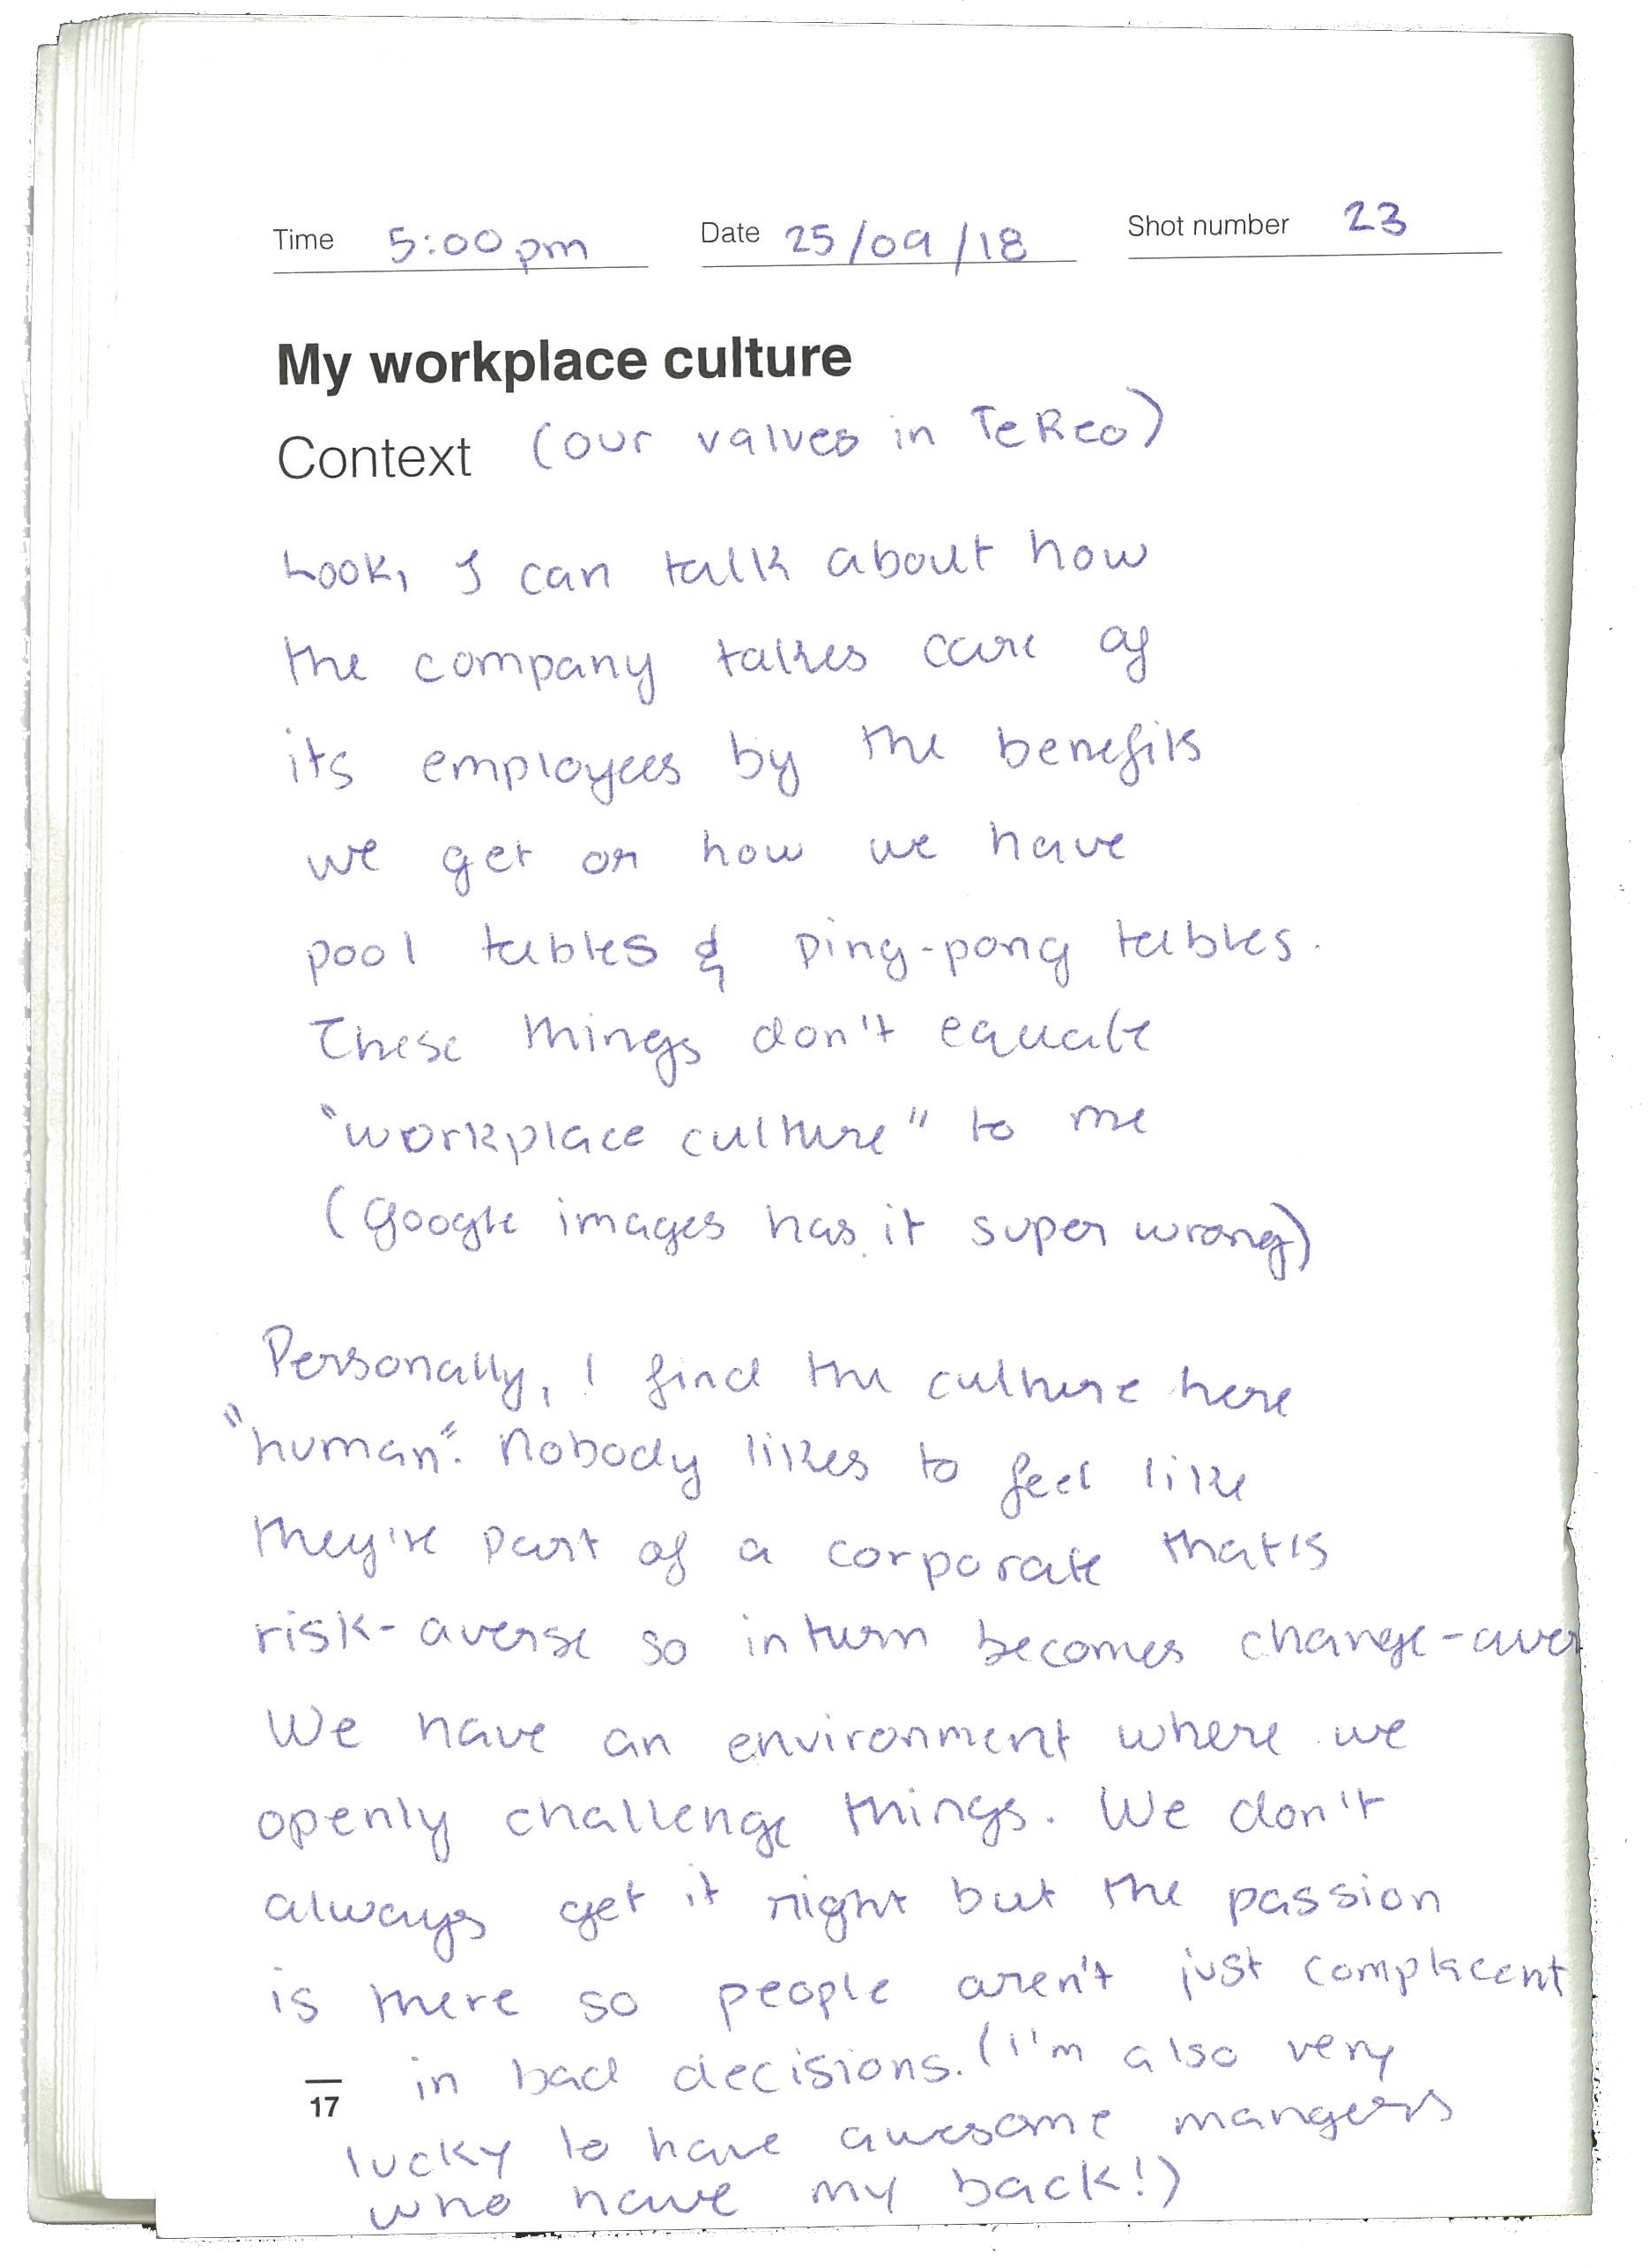 Time 5:00pm Date 25/09/18 Shot number 23
My workplace culture
Context (our values in Te Reo)
Look, I can talk about how
the company takes care of
its employees by the benefits
we get or how we have
pool tables & ping-pong tables.
These things don't equate
"workplace culture" to me
(Google images has it super wrong)
Personally, I find the culture here
"human". Nobody likes to feel like
they're part of a corporate that's
risk-averse so in turn becomes change-aver
We have an environment where we
openly challenge things. We don't
always get it right but the passion
is there so people aren't just complacent
in bad decisions. (I'm also very
lucky to have awesome mangers
who have my back!)
17